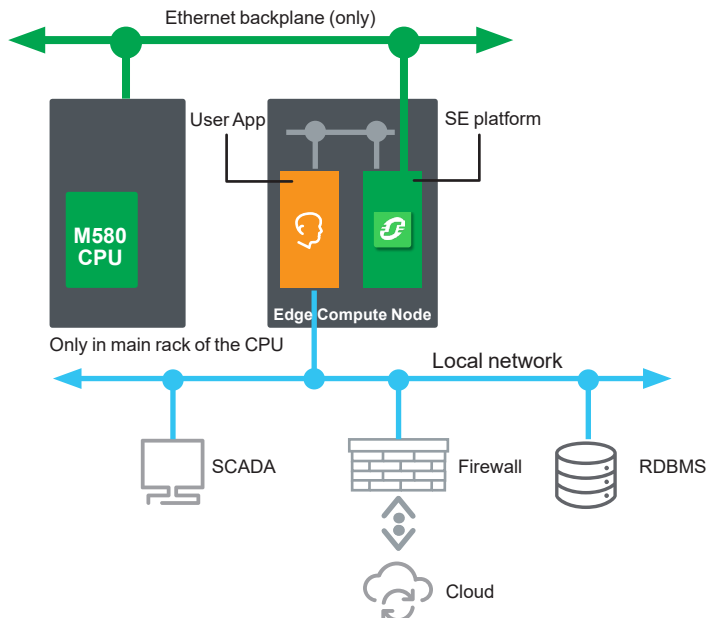 Ethernet backplane (only)
User App
SE platform
M580
CPU
Edge Compute Node
Only in main rack of the CPU
Local network
SCADA
Firewall
RDBMS
Cloud